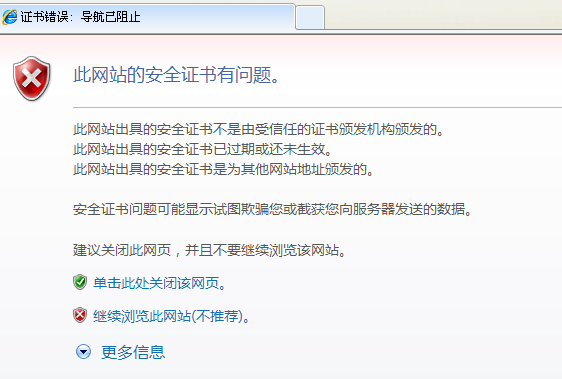 证书错误：导航已阻止
此网站的安全证书有问题。
此网站出具的安全证书不是由受信任的证书颁发机构颁发的。
此网站出具的安全证书已过期或还未生效。
此网站出具的安全证书是为其他网站地址颁发的。
安全证书问题可能显示试图欺骗您或截获您向服务器发送的数据。
建议关闭此网页，并且不要继续浏览该网站。
单击此处关闭该网页。
继续浏览此网站(不推荐)。
更多信息